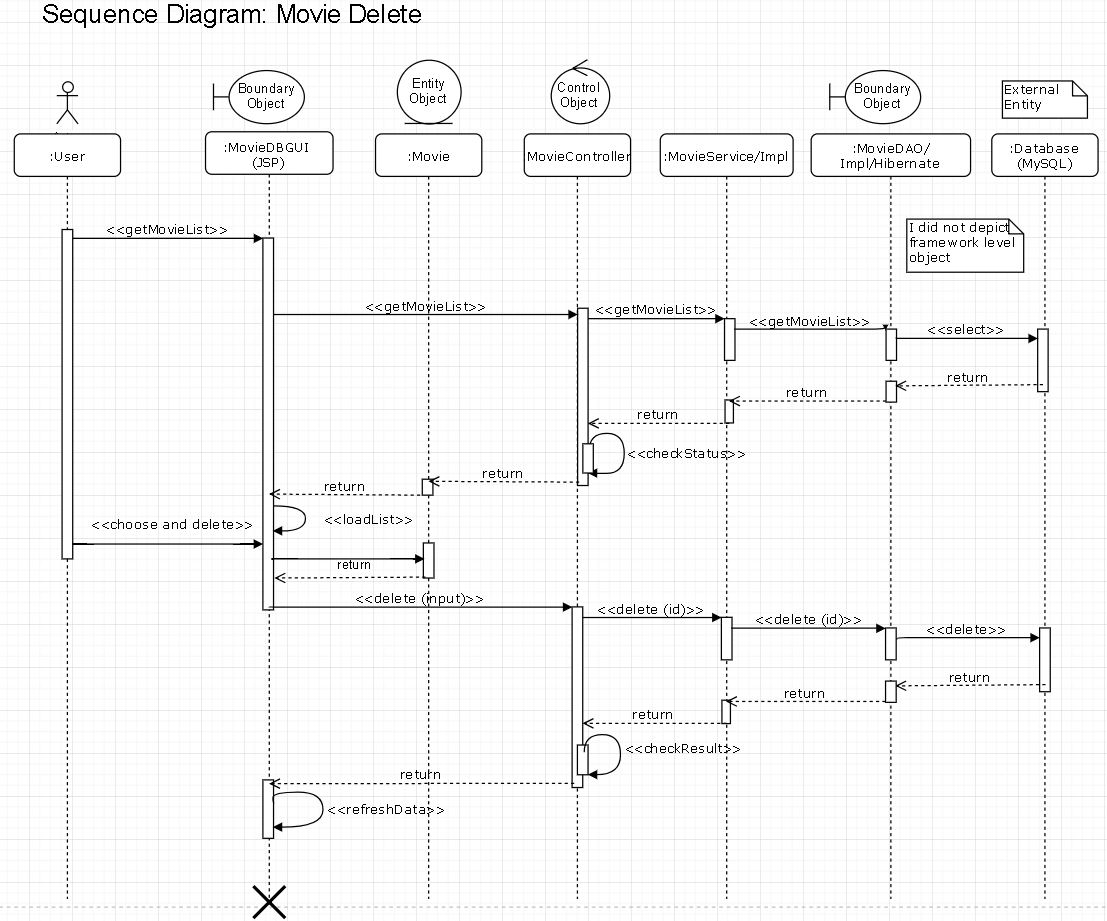 Sequence Diagram: Movie Delete
Boundary
Object
Entity
Object
Control
Object
Boundary
Object
External
Entity
:User
:MovieDBGUI
(JSP)
:Movie
MovieController
:MovieService/Impl
:MovieDAO/
Impl/Hibernate
:Database
(MySQL)
I did not depict
framework level
object
<<getMovieList>>
<<getMovieList>>
<<getMovieList>>
<<getMovieList>>
<<select>>
return
return
return
<<checkStatus>>
return
return
<<loadList>>
<<choose and delete>>
return
<<delete (input)>>
<<delete (id)>>
<<delete (id)>>
<<delete>>
return
return
return
<<checkResult>>
return
<<refreshData>>